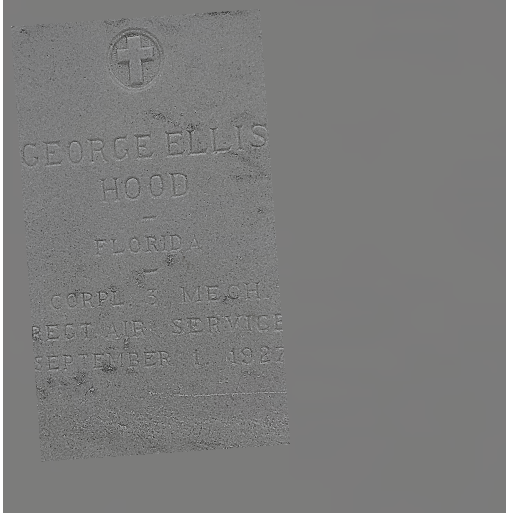 GEORGE ELLIS
HOOD
FLORIDA
CORPL. 3 MECH.
REGT. AIR SERVICE
SEPTEMBER 1, 1927